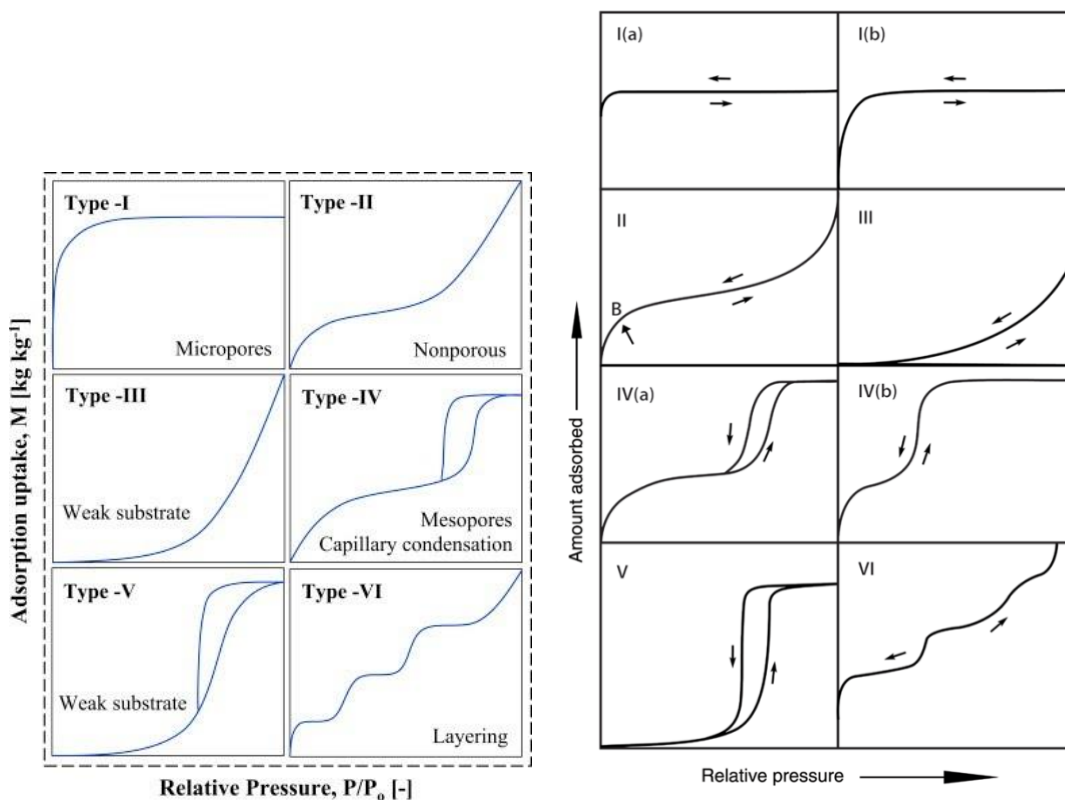 Type -I
Micropores
Type -II
Nonporous
Type -III
Weak substrate
Type -IV
Mesopores
Capillary condensation
Type -V
Weak substrate
Type -VI
Layering
Adsorption uptake, M [kg kg⁻¹]
Relative Pressure, P/Pₒ [-]
I(a)
I(b)
II
B
III
IV(a)
IV(b)
V
VI
Amount adsorbed
Relative pressure